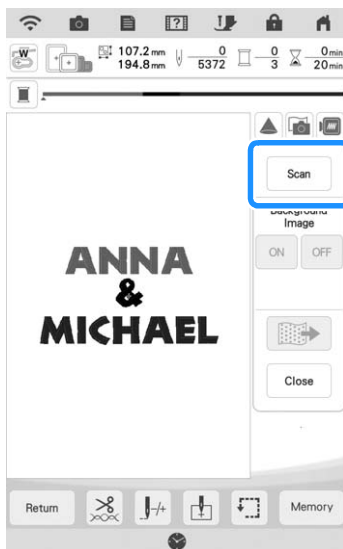 ?
W
107.2 mm
194.8 mm
0
5372
0
3
0 min
20 min
Scan
Background
Image
ON OFF
ANNA
&
MICHAEL
Close
Return
-/+
Memory